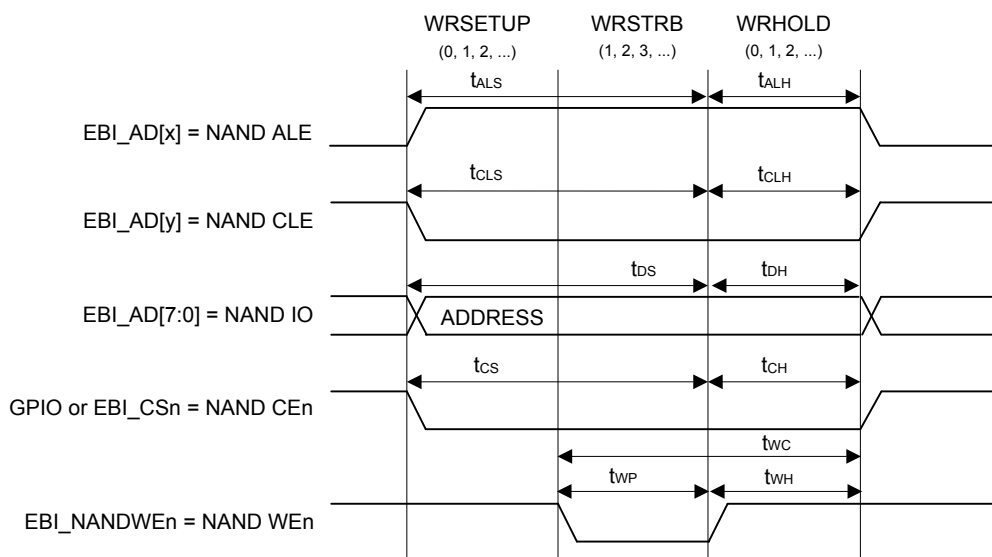 WRSETUP WRSTRB WRHOLD
(0, 1, 2, ...) (1, 2, 3, ...) (0, 1, 2, ...)
tALS tALH
EBI_AD[x] = NAND ALE
tCLS tCLH
EBI_AD[y] = NAND CLE
tDS tDH
EBI_AD[7:0] = NAND IO
ADDRESS
tCS tCH
GPIO or EBI_CSn = NAND CEn
tWC
tWP tWH
EBI_NANDWEn = NAND WEn